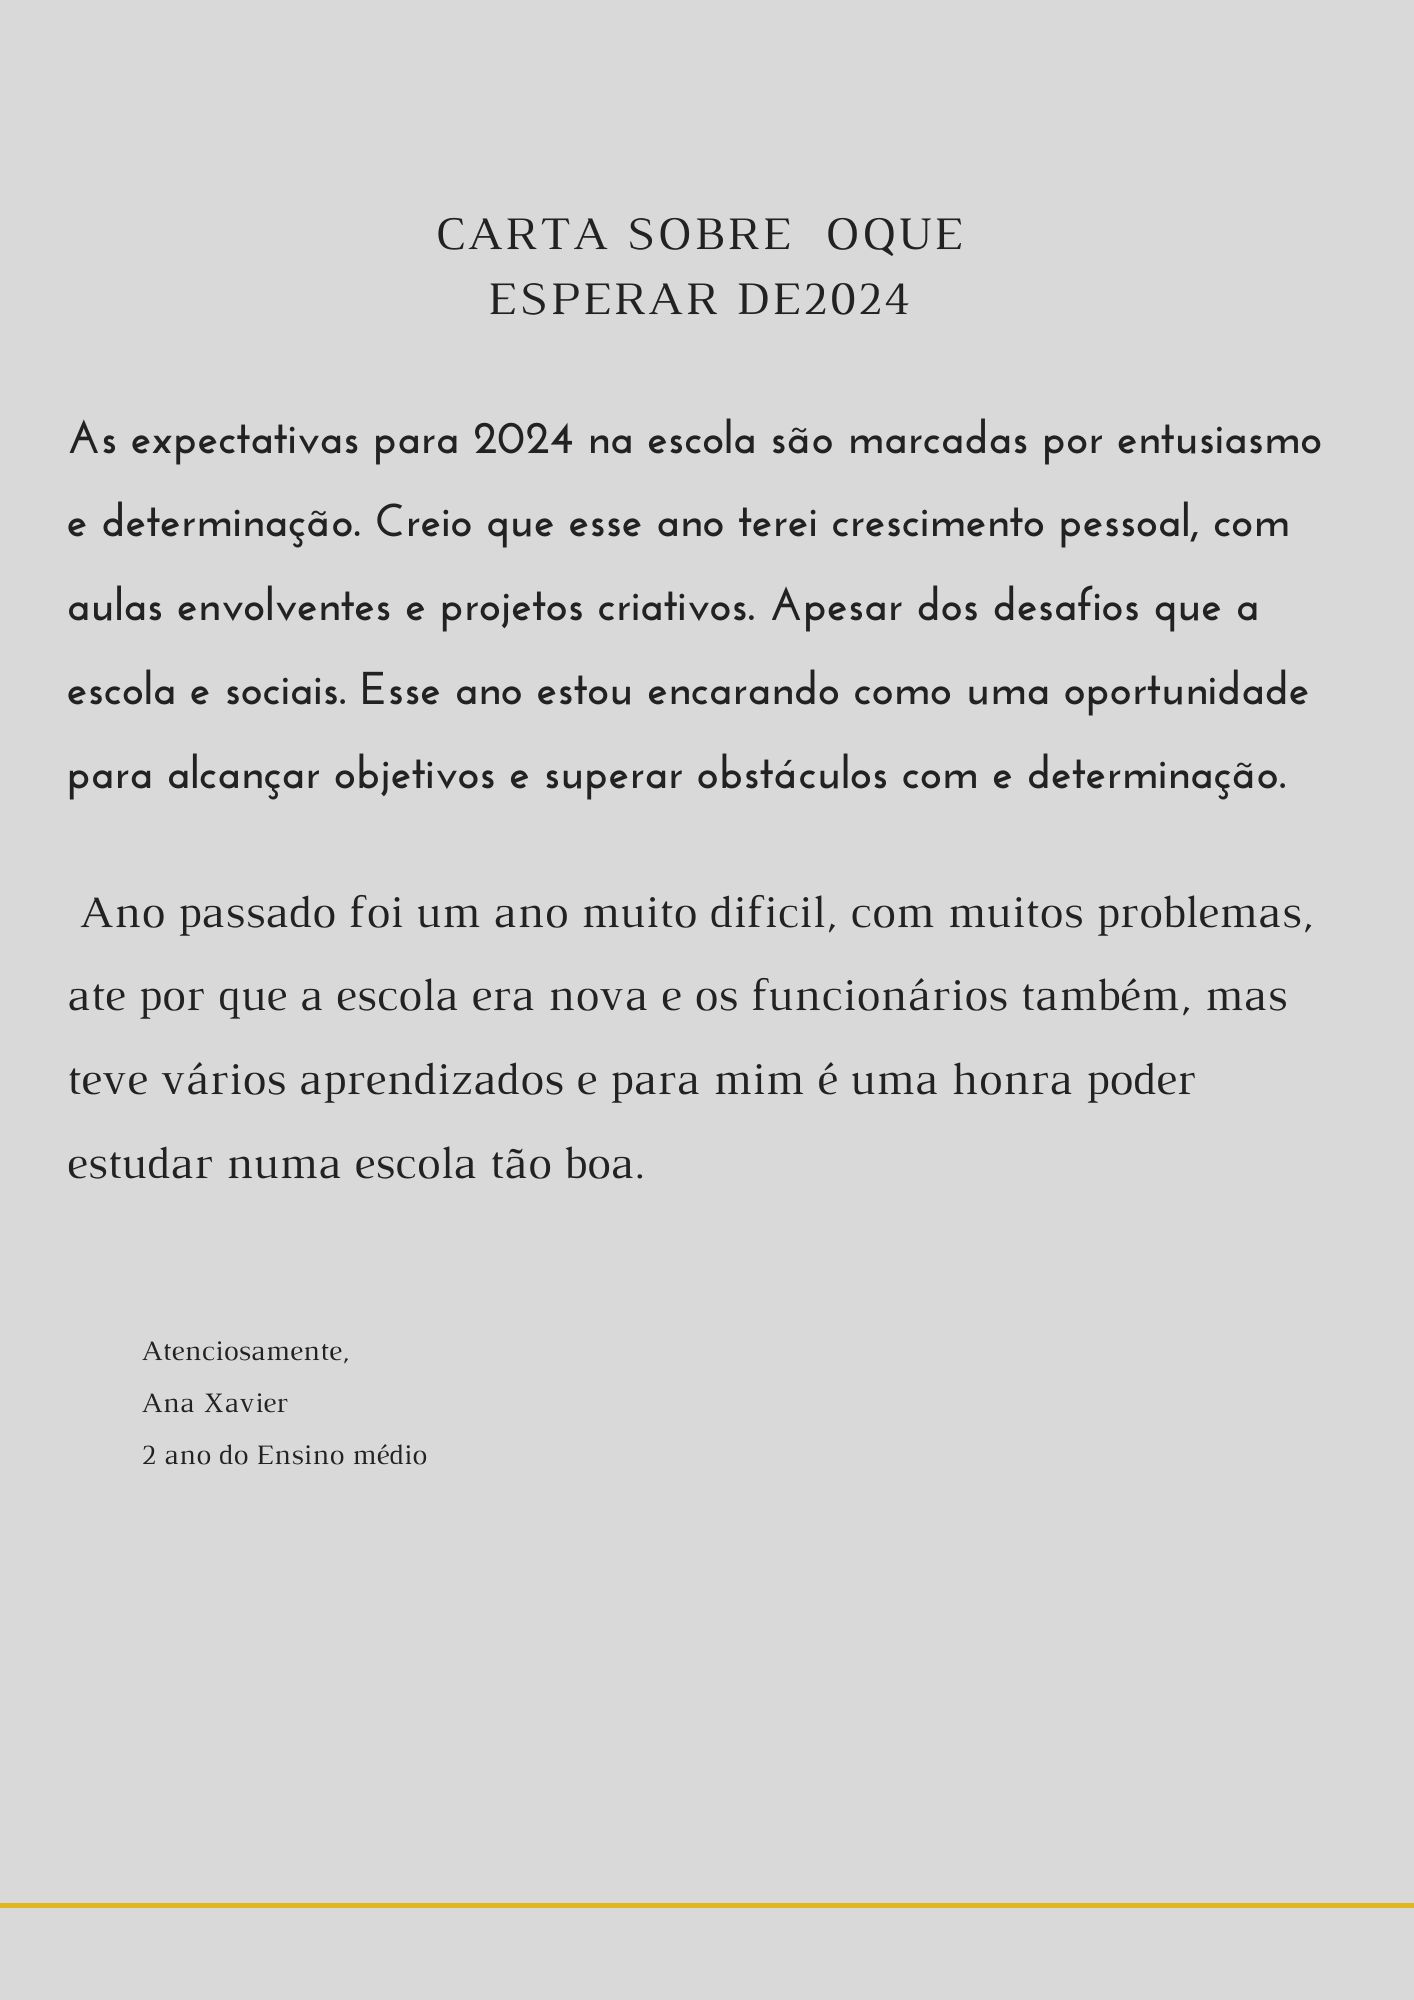 CARTA SOBRE  OQUE
ESPERAR DE2024
As expectativas para 2024 na escola são marcadas por entusiasmo
e determinação. Creio que esse ano terei crescimento pessoal, com
aulas envolventes e projetos criativos. Apesar dos desafios que a
escola e sociais. Esse ano estou encarando como uma oportunidade
para alcançar objetivos e superar obstáculos com e determinação.
Ano passado foi um ano muito dificil, com muitos problemas,
ate por que a escola era nova e os funcionários também, mas
teve vários aprendizados e para mim é uma honra poder
estudar numa escola tão boa.
Atenciosamente,
Ana Xavier
2 ano do Ensino médio